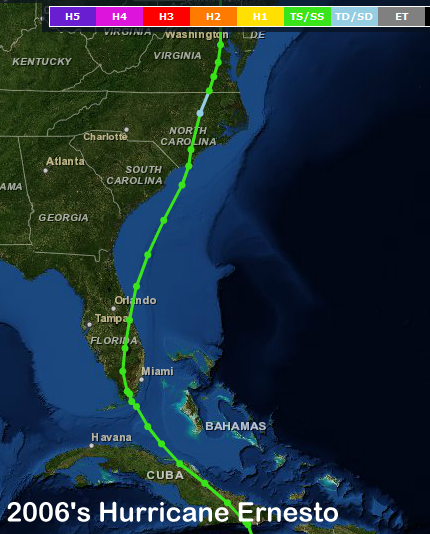 H5 H4 H3 H2 H1 TS/SS TD/SD ET
VIRGINIA
Washington
DE
KENTUCKY
VIRGINIA
Charlotte
NORTH
CAROLINA
Atlanta
SOUTH
CAROLINA
AMA
GEORGIA
Orlando
Tampa
FLORIDA
Miami
BAHAMAS
Havana
CUBA
2006's Hurricane Ernesto